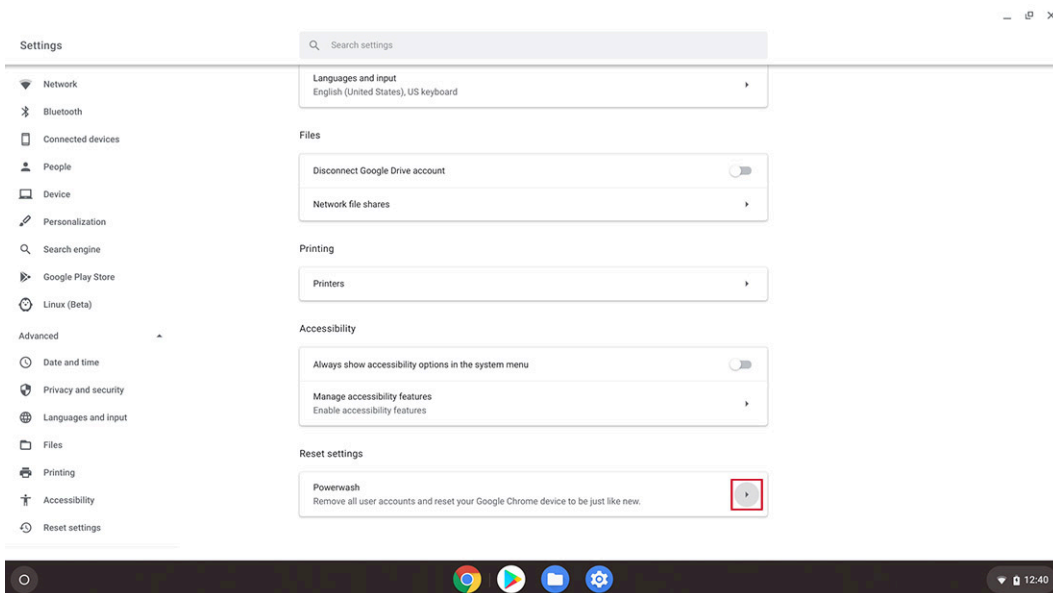 Settings
Search settings
Network
Bluetooth
Connected devices
People
Device
Personalization
Search engine
Google Play Store
Linux (Beta)
Advanced
Date and time
Privacy and security
Languages and input
Files
Printing
Accessibility
Reset settings
Languages and input
English (United States), US keyboard
Files
Disconnect Google Drive account
Network file shares
Printing
Printers
Accessibility
Always show accessibility options in the system menu
Manage accessibility features
Enable accessibility features
Reset settings
Powerwash
Remove all user accounts and reset your Google Chrome device to be just like new.
12:40